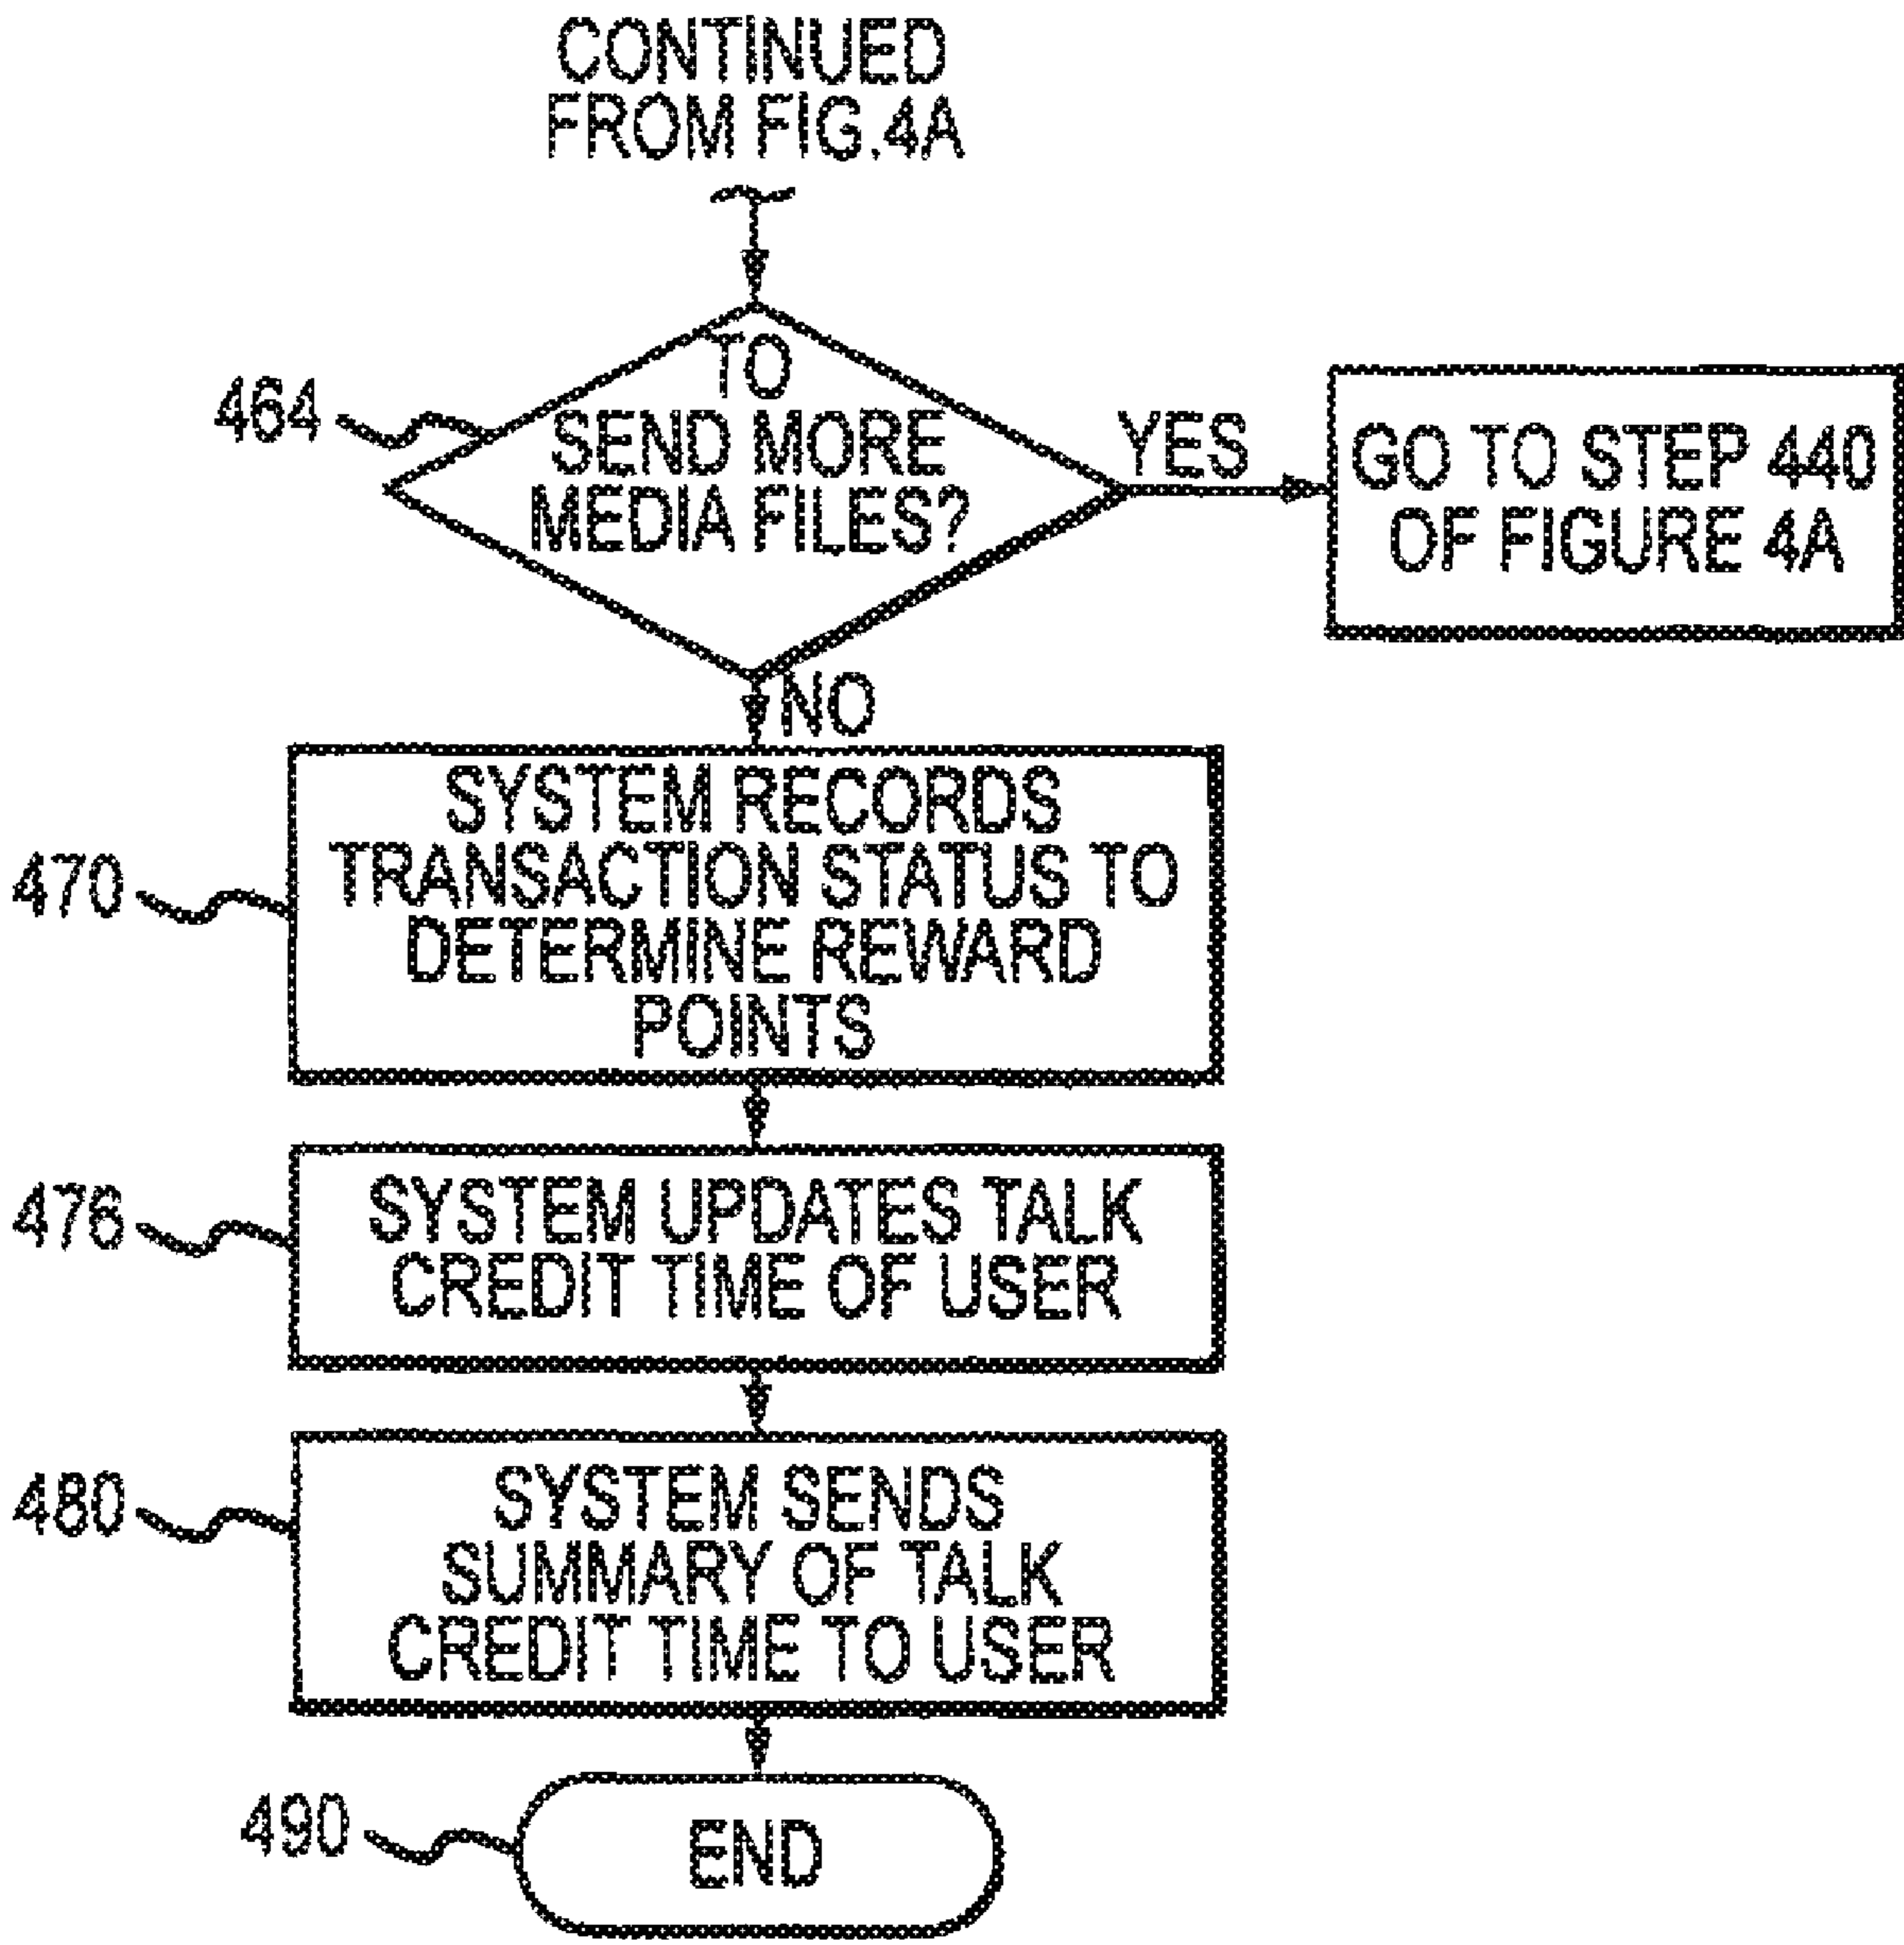 CONTINUED
FROM FIG.4A
464
TO
SEND MORE
MEDIA FILES?
YES
GO TO STEP 440
OF FIGURE 4A
NO
470
SYSTEM RECORDS
TRANSACTION STATUS TO
DETERMINE REWARD
POINTS
476
SYSTEM UPDATES TALK
CREDIT TIME OF USER
480
SYSTEM SENDS
SUMMARY OF TALK
CREDIT TIME TO USER
490
END